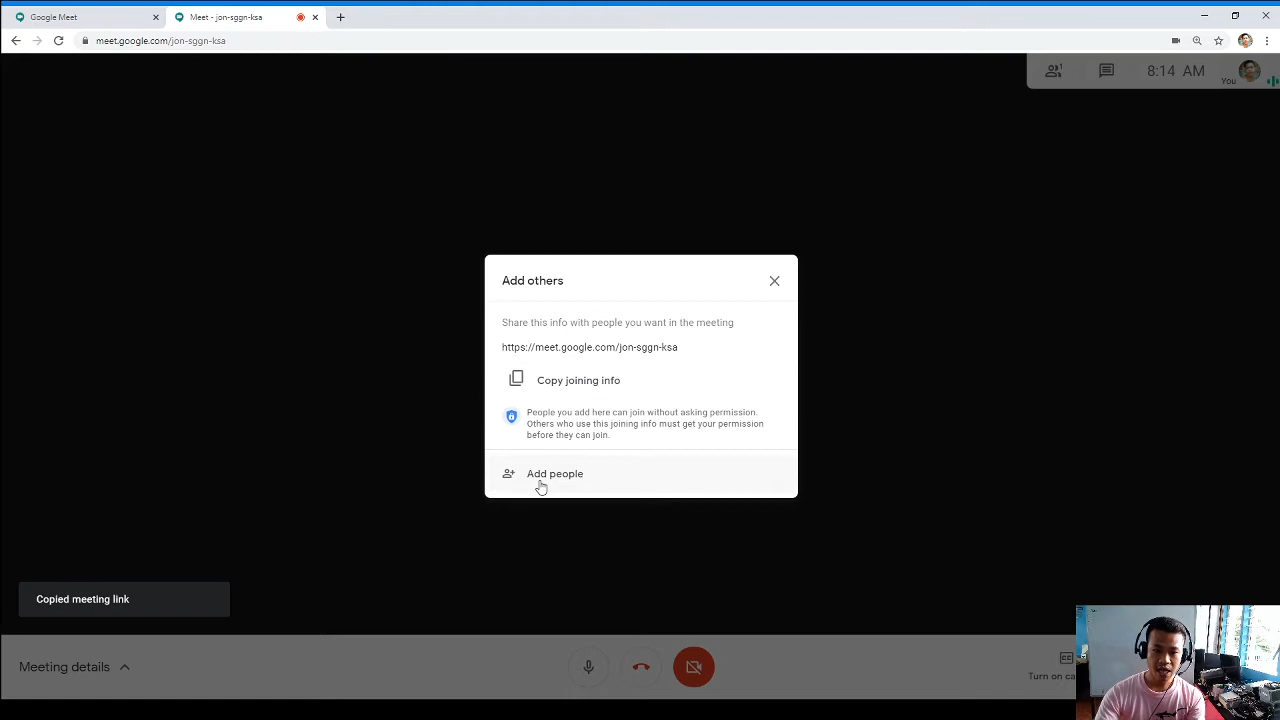 Google Meet
Meet - jon-sggn-ksa
meet.google.com/jon-sggn-ksa
1
8:14 AM
You
Add others
Share this info with people you want in the meeting
https://meet.google.com/jon-sggn-ksa
Copy joining info
People you add here can join without asking permission.
Others who use this joining info must get your permission
before they can join.
Add people
Copied meeting link
Meeting details
CC
Turn on ca